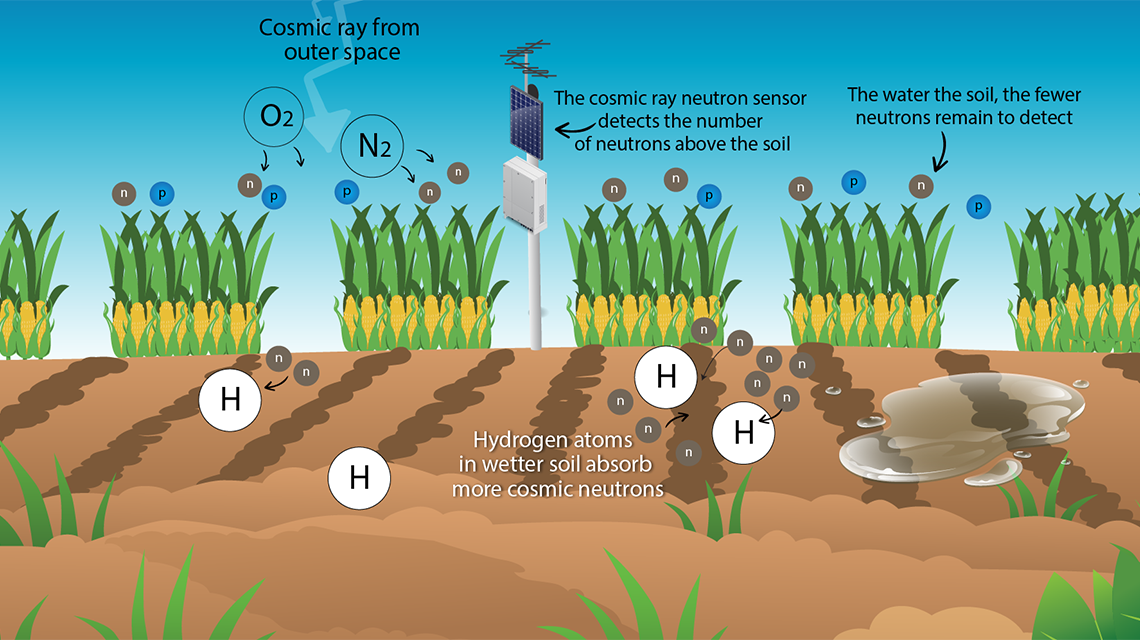 Cosmic ray from
outer space
O2
N2
The cosmic ray neutron sensor
detects the number
of neutrons above the soil
The water the soil, the fewer
neutrons remain to detect
n
p
n
p
p
n
n
n
n
p
n
p
n
p
n
n
n
n
n
n
n
n
n
n
n
n
H
H
H
H
Hydrogen atoms
in wetter soil absorb
more cosmic neutrons